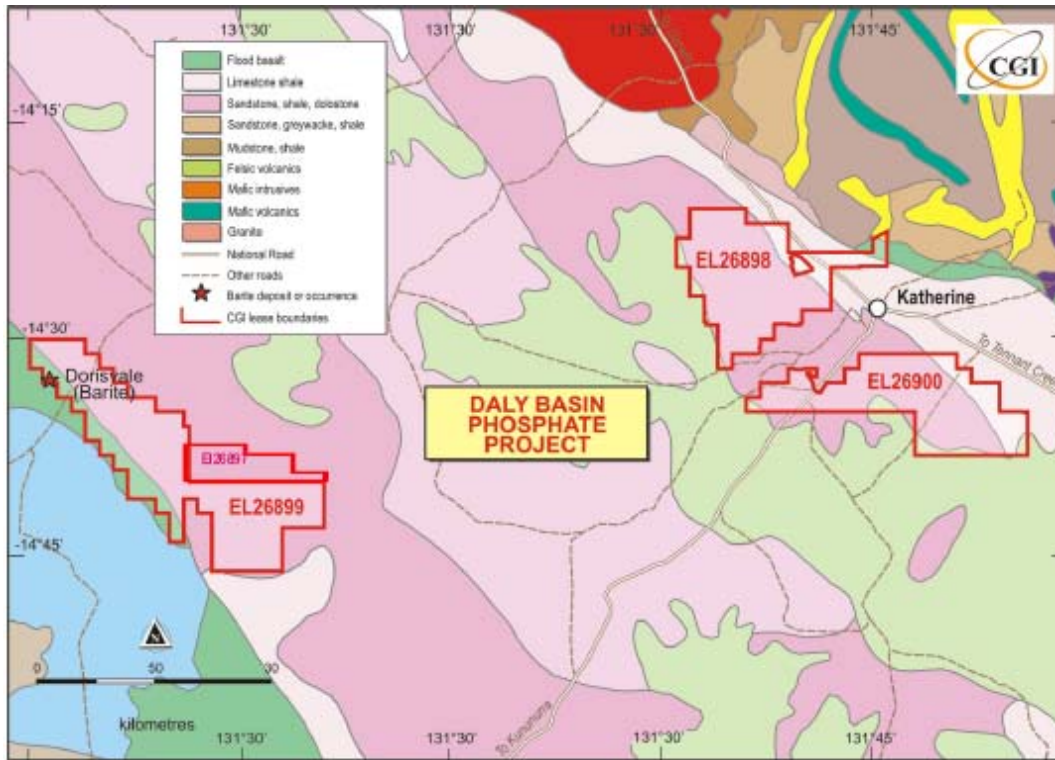 131°30'
131°30'
131°30'
131°45'
CGI
-14°15'
Flood basalt
Limestone shale
Sandstone, shale, dolostone
Sandstone, greywacke, shale
Mudstone, shale
Felsic volcanics
Mafic intrusives
Mafic volcanics
Granite
National Road
Other roads
Barite deposit or occurrence
CGI lease boundaries
EL26898
Katherine
To Tennant Creek
-14°30'
Dorisvale
(Barite)
EL26900
DALY BASIN
PHOSPHATE
PROJECT
EL26899
-14°45'
N
0
50
30
kilometres
To Kununurra
131°30'
131°30'
131°30'
131°45'